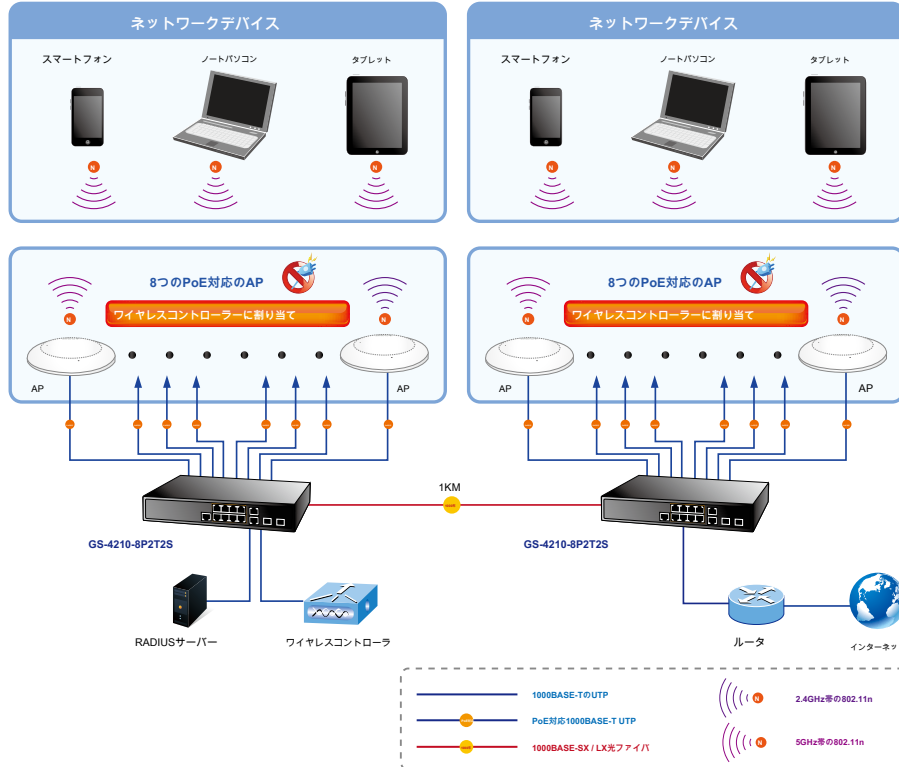 ネットワークデバイス
スマートフォン
ノートパソコン
タブレット
N
N
N
ネットワークデバイス
スマートフォン
ノートパソコン
タブレット
N
N
N
8つのPoE対応のAP
ワイヤレスコントローラーに割り当て
N
N
AP
AP
8つのPoE対応のAP
ワイヤレスコントローラーに割り当て
N
N
AP
AP
1KM
GS-4210-8P2T2S
GS-4210-8P2T2S
RADIUSサーバー
ワイヤレスコントローラ
ルータ
インターネッ
1000BASE-TのUTP
PoE対応1000BASE-T UTP
1000BASE-SX / LX光ファイバ
N
2.4GHz帯の802.11n
N
5GHz帯の802.11n